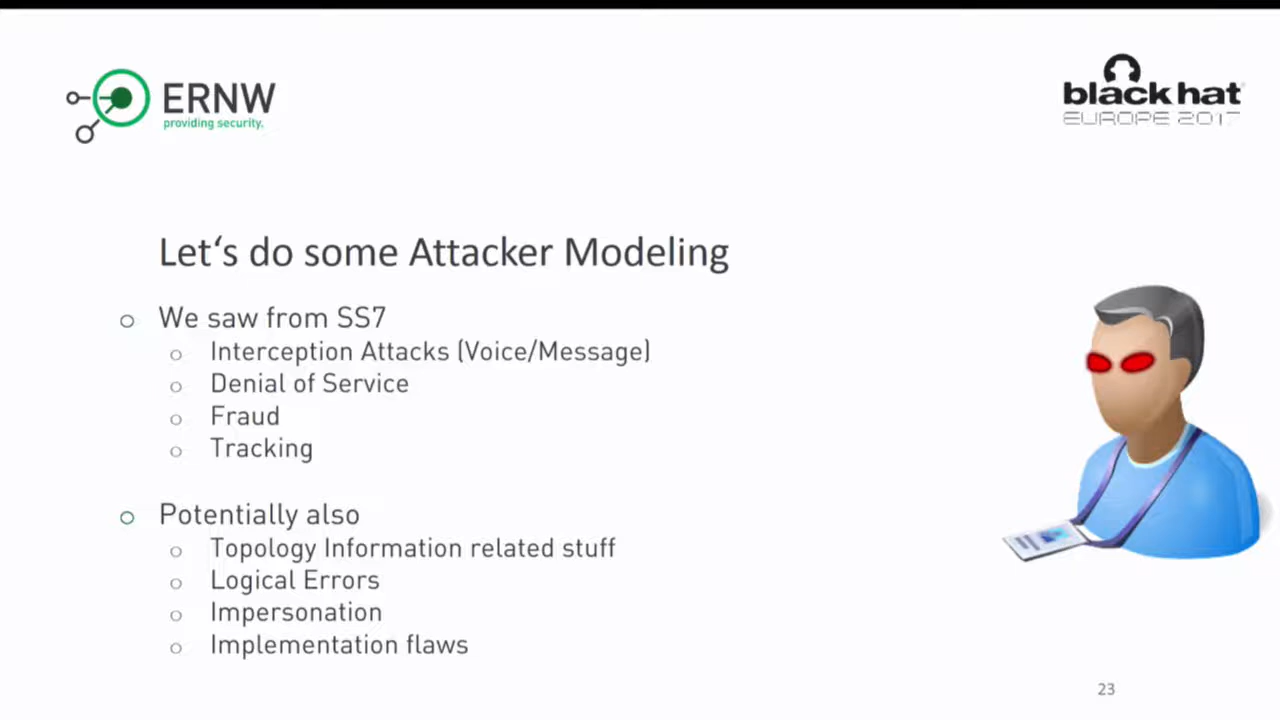 ERNW
providing security.
black hat
EUROPE 2017
Let‘s do some Attacker Modeling
o We saw from SS7
o Interception Attacks (Voice/Message)
o Denial of Service
o Fraud
o Tracking
o Potentially also
o Topology Information related stuff
o Logical Errors
o Impersonation
o Implementation flaws
23